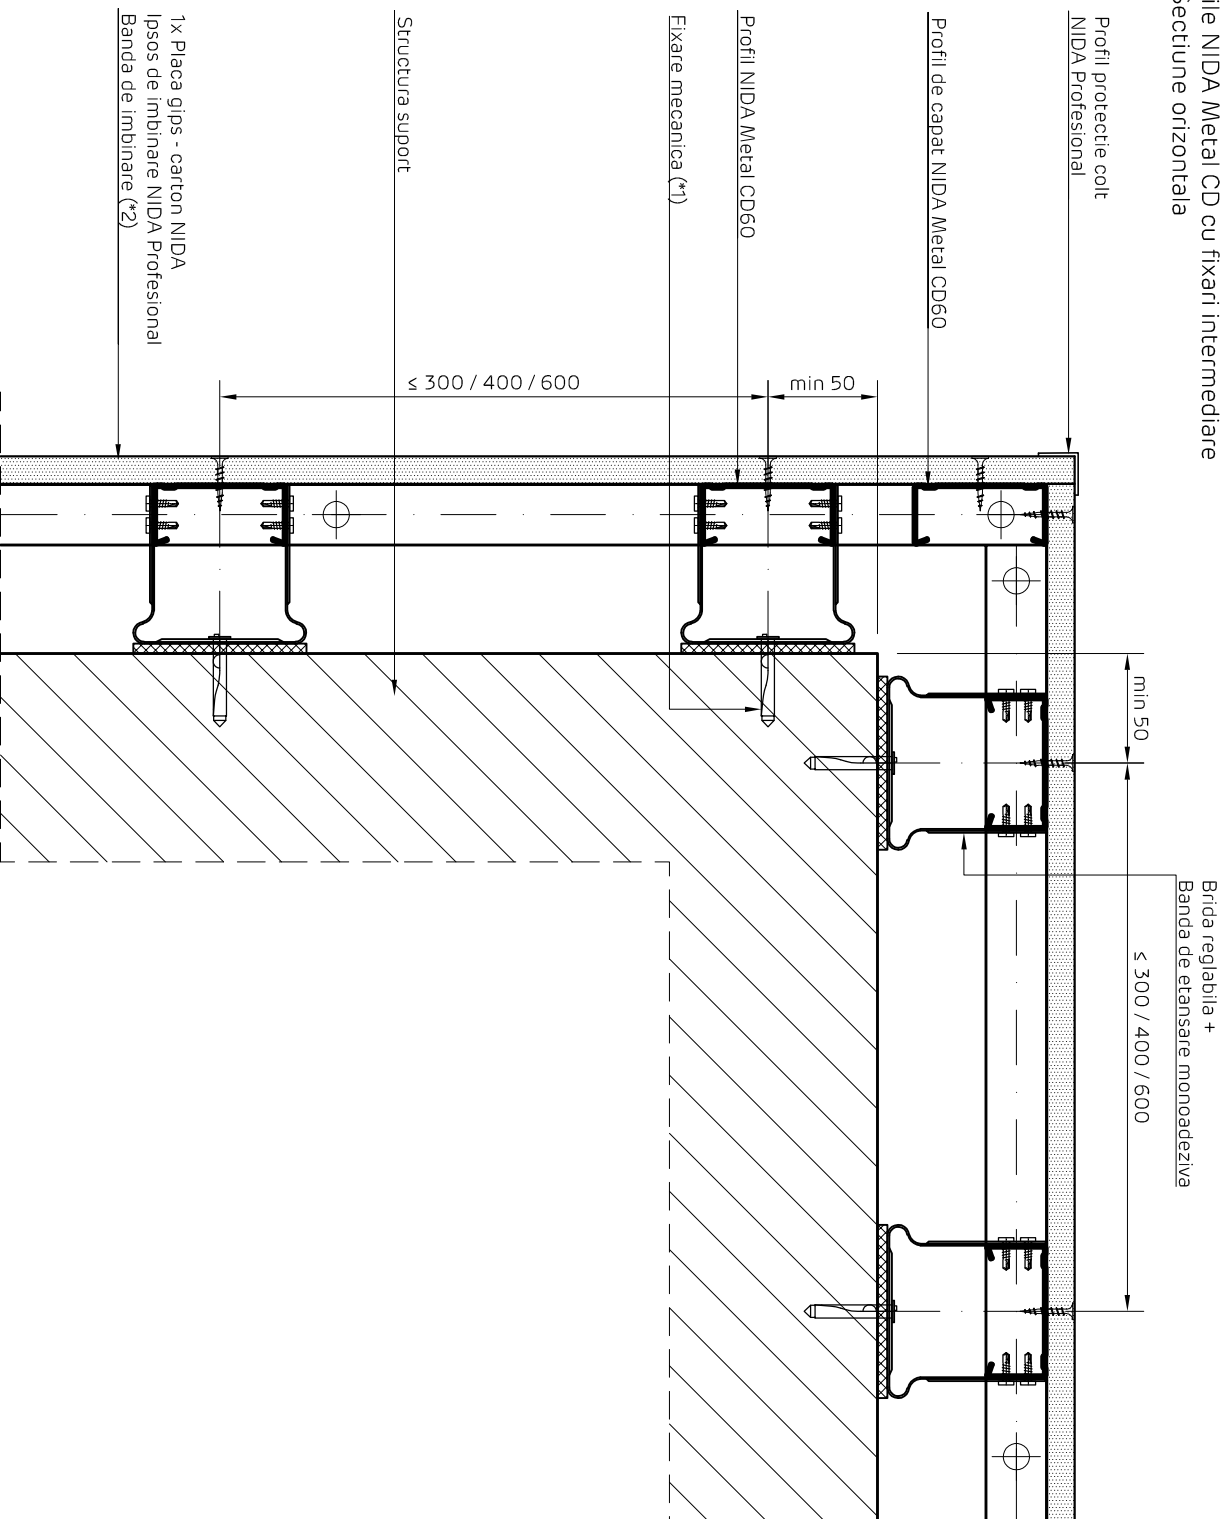 ile NIDA Metal CD cu fixari intermediare
Sectiune orizontala
Profil protectie colt
NIDA Profesional
Profil de capat NIDA Metal CD60
Profil NIDA Metal CD60
Fixare mecanica (*1)
Structura suport
1x Placa gips - carton NIDA
Ipsos de imbinare NIDA Profesional
Banda de imbinare (*2)
≤ 300 / 400 / 600
min 50
min 50
≤ 300 / 400 / 600
Brida reglabila +
Banda de etansare monoadeziva